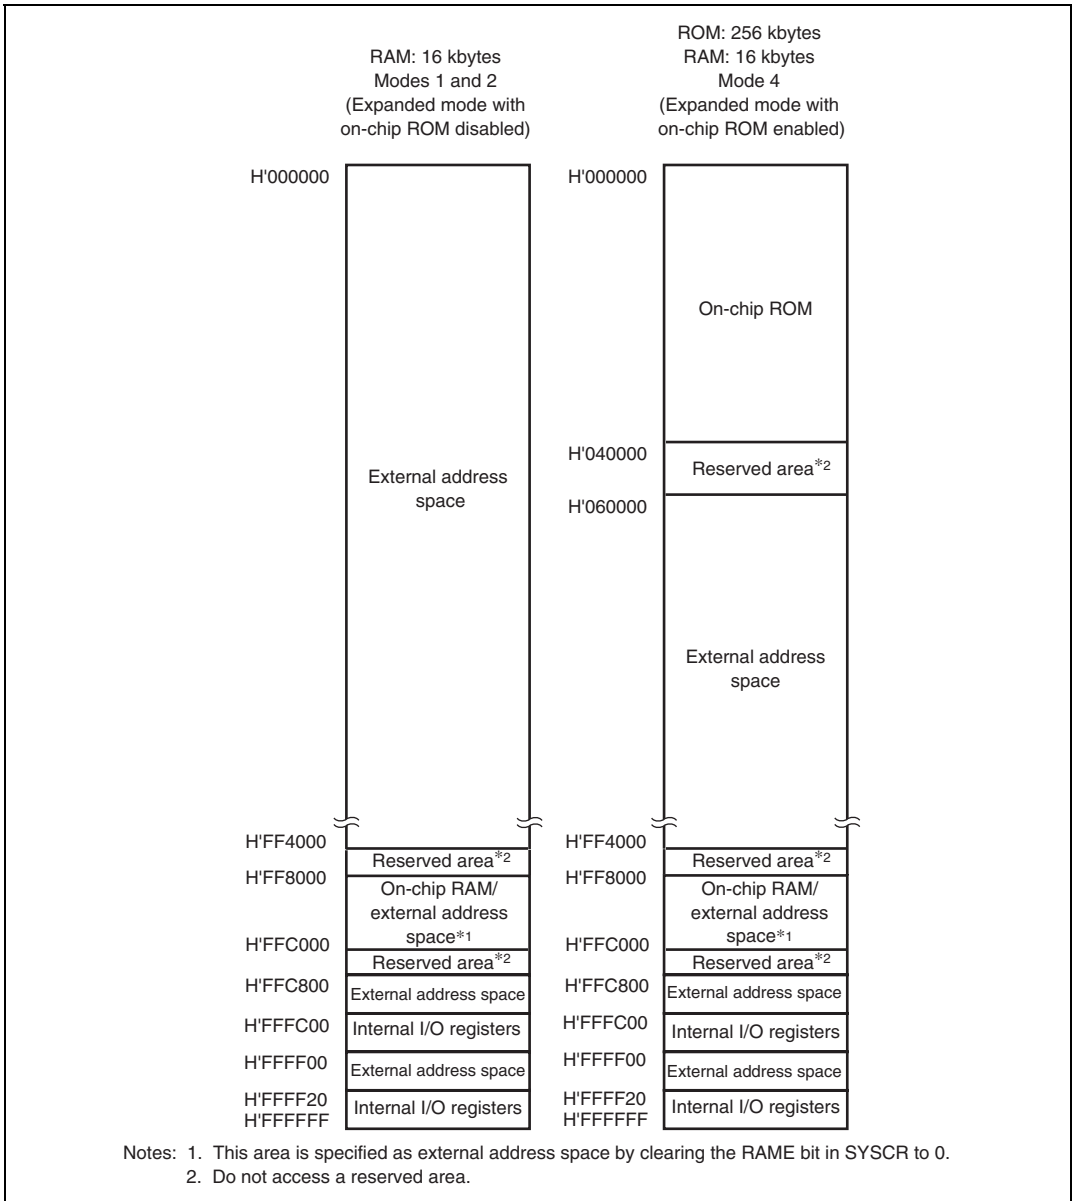 RAM: 16 kbytes
Modes 1 and 2
(Expanded mode with
on-chip ROM disabled)
ROM: 256 kbytes
RAM: 16 kbytes
Mode 4
(Expanded mode with
on-chip ROM enabled)
H'000000
External address
space
H'FF4000
Reserved area*2
H'FF8000
On-chip RAM/
external address
space*1
H'FFC000
Reserved area*2
H'FFC800
External address space
H'FFFC00
Internal I/O registers
H'FFFF00
External address space
H'FFFF20
Internal I/O registers
H'FFFFFF
H'000000
On-chip ROM
H'040000
Reserved area*2
H'060000
External address
space
H'FF4000
Reserved area*2
H'FF8000
On-chip RAM/
external address
space*1
H'FFC000
Reserved area*2
H'FFC800
External address space
H'FFFC00
Internal I/O registers
H'FFFF00
External address space
H'FFFF20
Internal I/O registers
H'FFFFFF
Notes: 1. This area is specified as external address space by clearing the RAME bit in SYSCR to 0.
2. Do not access a reserved area.